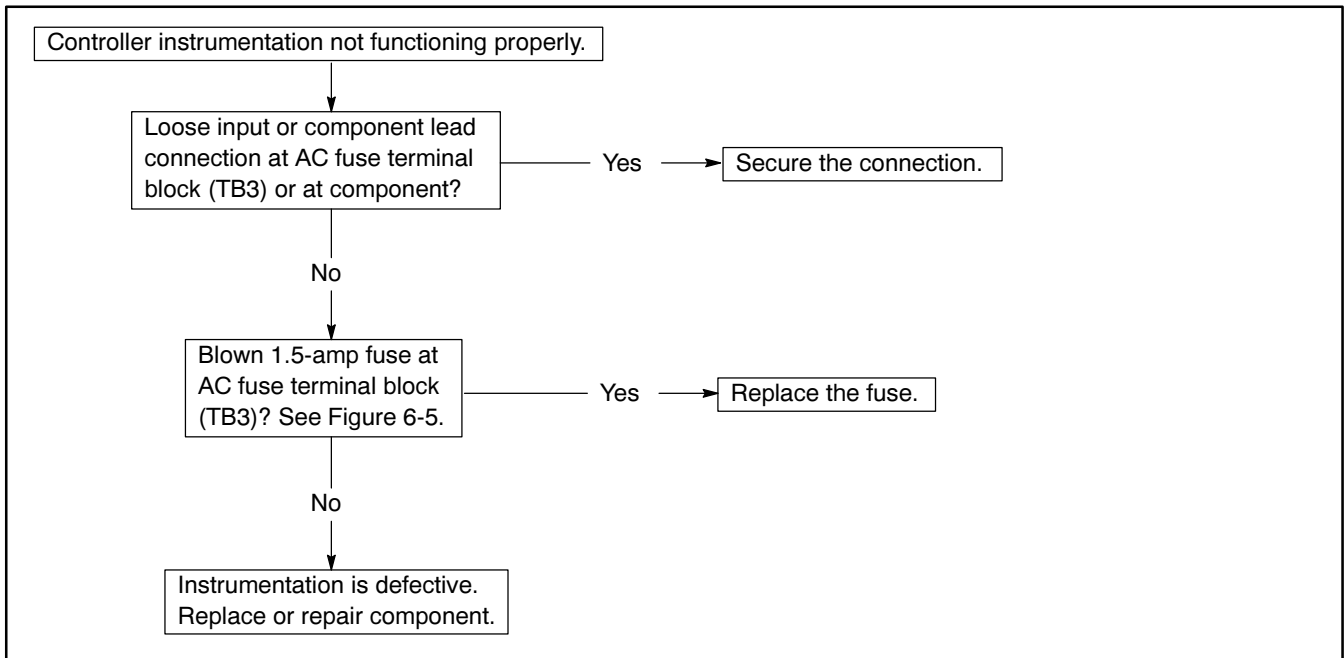 Controller instrumentation not functioning properly.
Loose input or component lead
connection at AC fuse terminal
block (TB3) or at component?
Yes
Secure the connection.
No
Blown 1.5-amp fuse at
AC fuse terminal block
(TB3)? See Figure 6-5.
Yes
Replace the fuse.
No
Instrumentation is defective.
Replace or repair component.